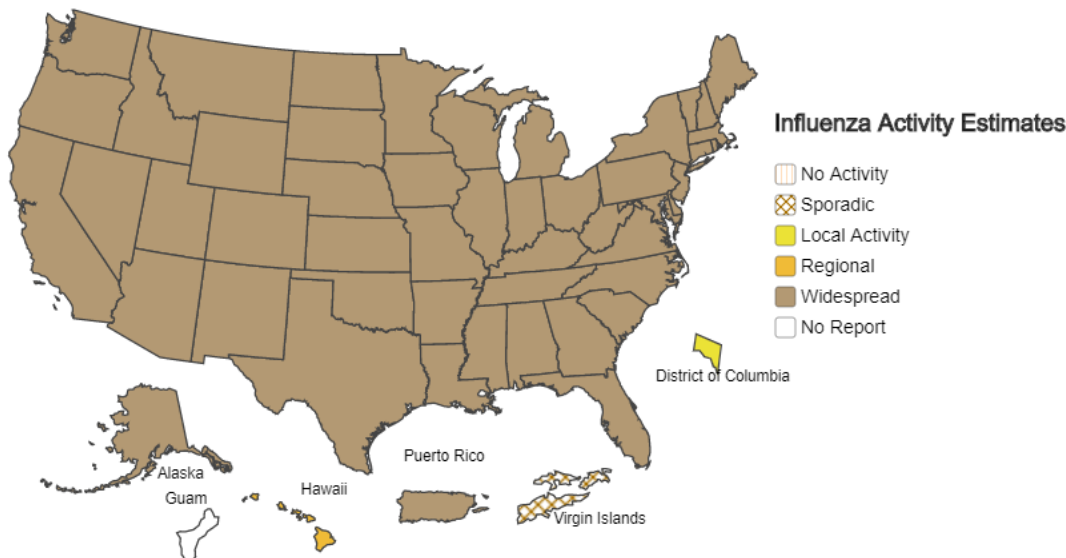 Influenza Activity Estimates
No Activity
Sporadic
Local Activity
Regional
Widespread
No Report
District of Columbia
Puerto Rico
Alaska
Hawaii
Guam
Virgin Islands